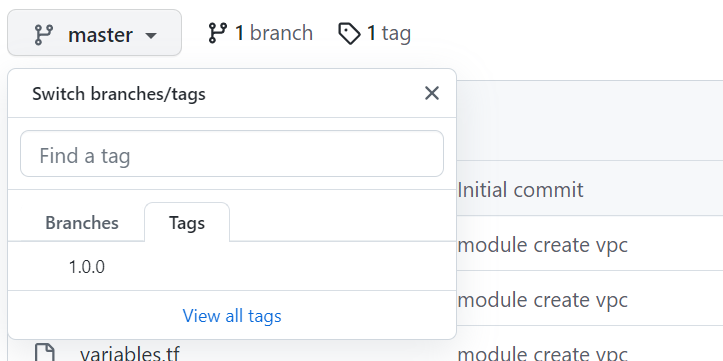 master 1 branch 1 tag
Switch branches/tags
Find a tag
Initial commit
Branches Tags
module create vpc
1.0.0
module create vpc
View all tags
variables.tf module create vpc